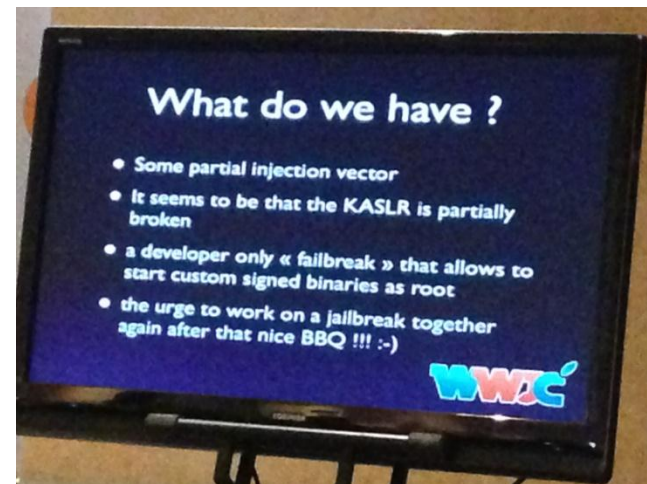 What do we have ?
• Some partial injection vector
• It seems to be that the KASLR is partially
broken
• a developer only « failbreak » that allows to
start custom signed binaries as root
• the urge to work on a jailbreak together
again after that nice BBQ !!! :-)
WWJC
TOSHIBA